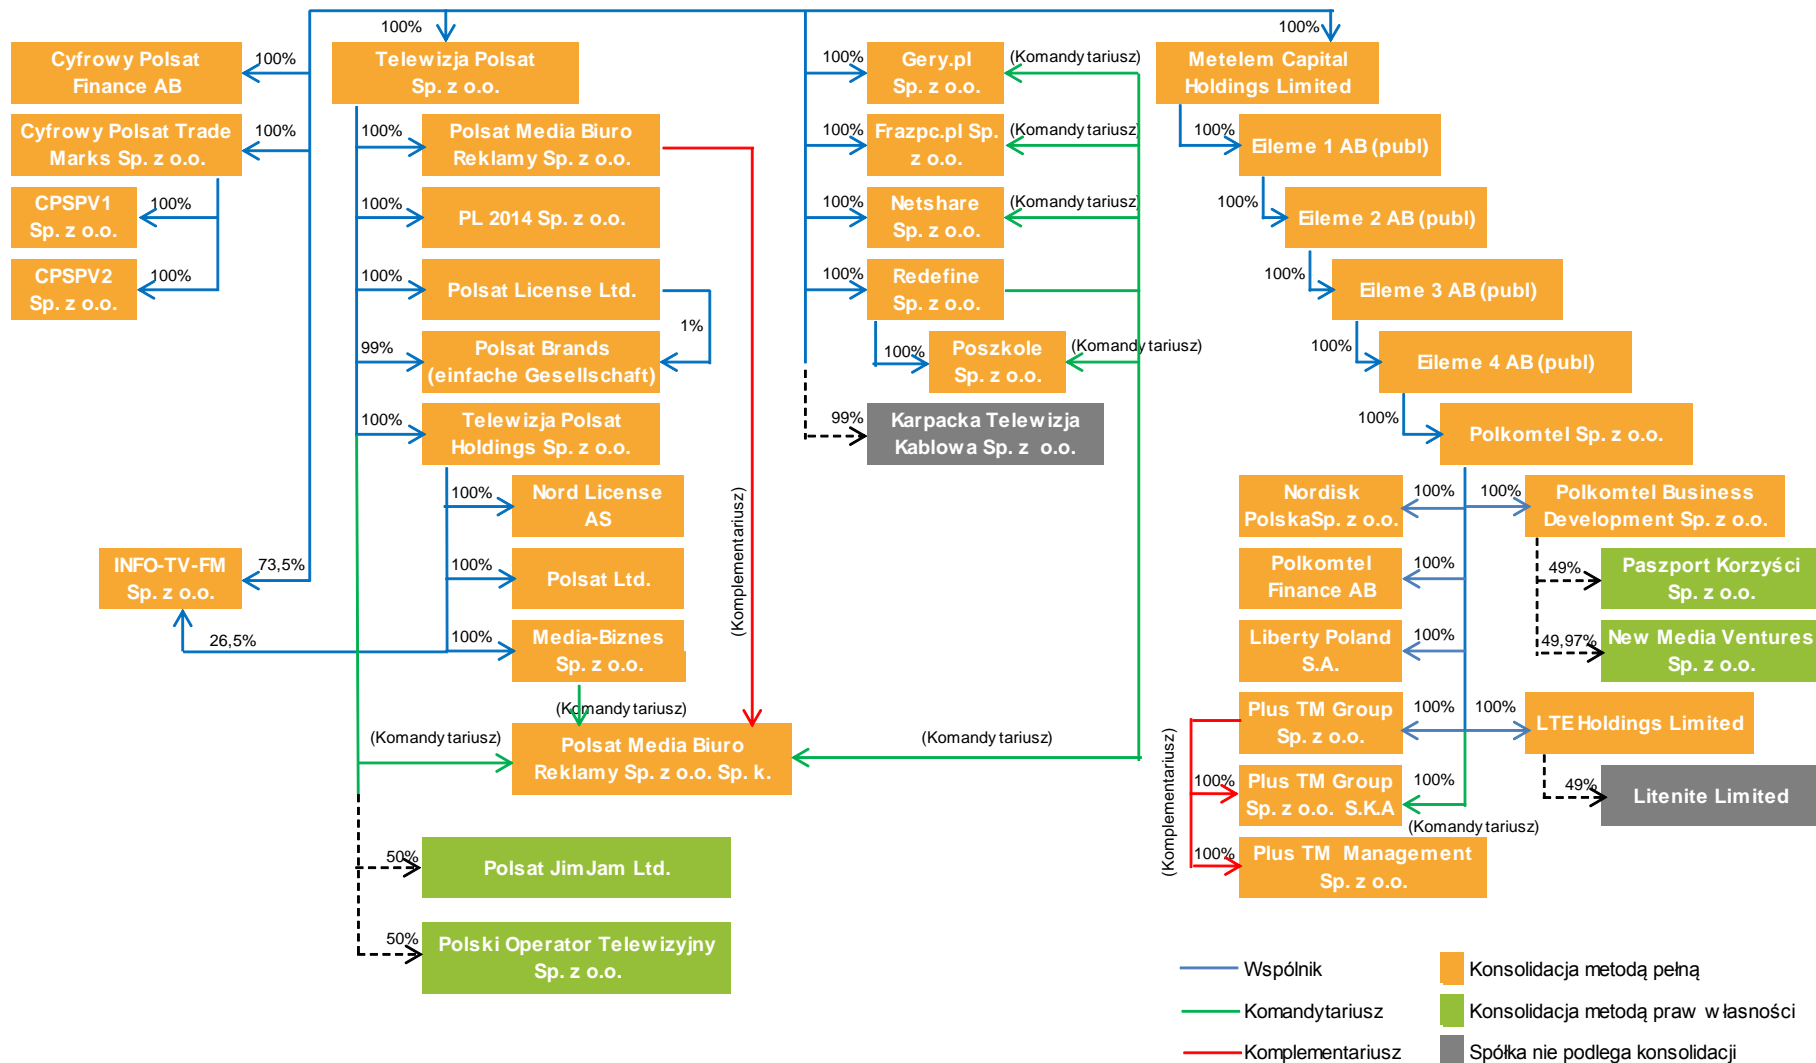 100%
100%
100%
Cyfrowy Polsat
Finance AB
100%
Telewizja Polsat
Sp. z o.o.
100%
Gery.pl
Sp. z o.o.
(Komandytariusz)
Metelem Capital
Holdings Limited
Cyfrowy Polsat Trade
Marks Sp. z o.o.
100%
100%
Polsat Media Biuro
Reklamy Sp. z o.o.
100%
Frazpc.pl Sp.
z o.o.
(Komandytariusz)
100%
Eileme 1 AB (publ)
CPSPV1
Sp. z o.o.
100%
100%
PL 2014 Sp. z o.o.
100%
Netshare
Sp. z o.o.
(Komandytariusz)
100%
Eileme 2 AB (publ)
CPSPV2
Sp. z o.o.
100%
100%
Polsat License Ltd.
100%
Redefine
Sp. z o.o.
100%
Eileme 3 AB (publ)
1%
99%
Polsat Brands
(einfache Gesellschaft)
100%
Poszkole
Sp. z o.o.
(Komandytariusz)
100%
Eileme 4 AB (publ)
100%
Telewizja Polsat
Holdings Sp. z o.o.
99%
Karpacka Telewizja
Kablowa Sp. z o.o.
100%
Polkomtel Sp. z o.o.
100%
Nord License
AS
Nordisk
PolskaSp. z o.o.
100%
100%
Polkomtel Business
Development Sp. z o.o.
INFO-TV-FM
Sp. z o.o.
73,5%
100%
Polsat Ltd.
(Komplementariusz)
Polkomtel
Finance AB
100%
49%
Paszport Korzyści
Sp. z o.o.
26,5%
100%
Media-Biznes
Sp. z o.o.
Liberty Poland
S.A.
100%
49,97%
New Media Ventures
Sp. z o.o.
(Komandytariusz)
(Komandytariusz)
Polsat Media Biuro
Reklamy Sp. z o.o. Sp. k.
(Komandytariusz)
Plus TM Group
Sp. z o.o.
100%
100%
LTE Holdings Limited
(Komplementariusz)
100%
Plus TM Group
Sp. z o.o. S.K.A
100%
(Komandytariusz)
49%
Litenite Limited
100%
Plus TM Management
Sp. z o.o.
50%
Polsat JimJam Ltd.
50%
Polski Operator Telewizyjny
Sp. z o.o.
Wspólnik
Konsolidacja metodą pełną
Komandytariusz
Konsolidacja metodą praw własności
Komplementariusz
Spółka nie podlega konsolidacji